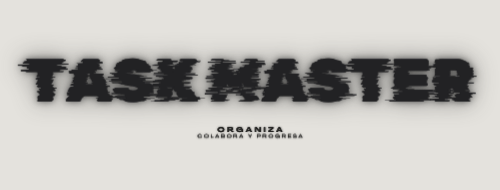 TASK MASTER
ORGANIZA
COLABORA Y PROGRESA